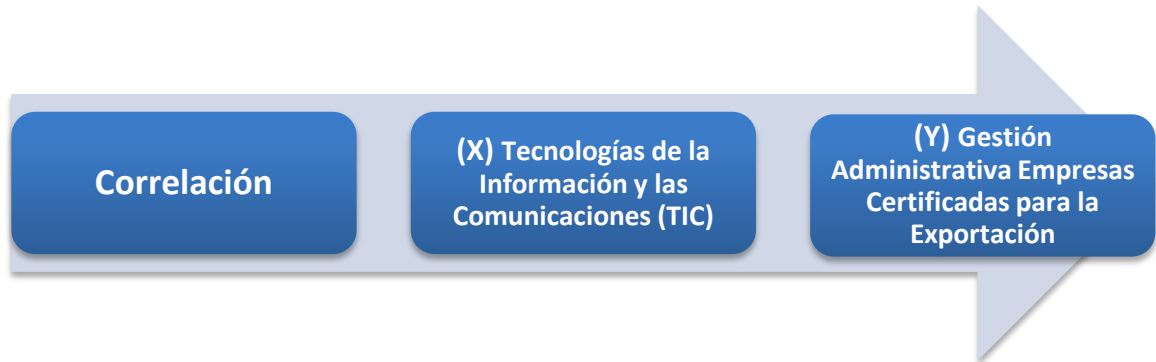 Correlación
(X) Tecnologías de la
Información y las
Comunicaciones (TIC)
(Y) Gestión
Administrativa Empresas
Certificadas para la
Exportación